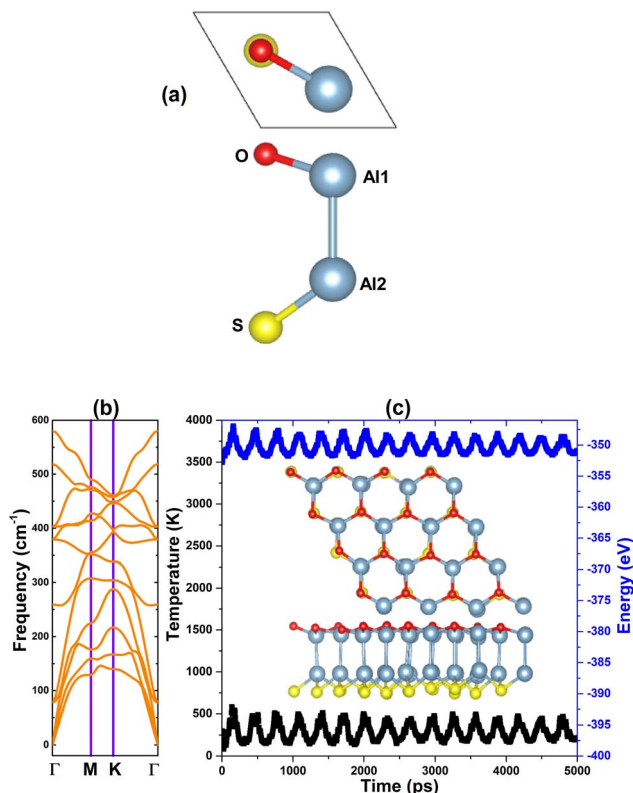 (a)
O
Al1
Al2
S
(b)
(c)
600
500
400
300
200
100
0
Frequency (cm⁻¹)
Γ M K Γ
4000
3500
3000
2500
2000
1500
1000
500
0
Temperature (K)
0 1000 2000 3000 4000 5000
Time (ps)
-350
-355
-360
-365
-370
-375
-380
-385
-390
-395
-400
Energy (eV)